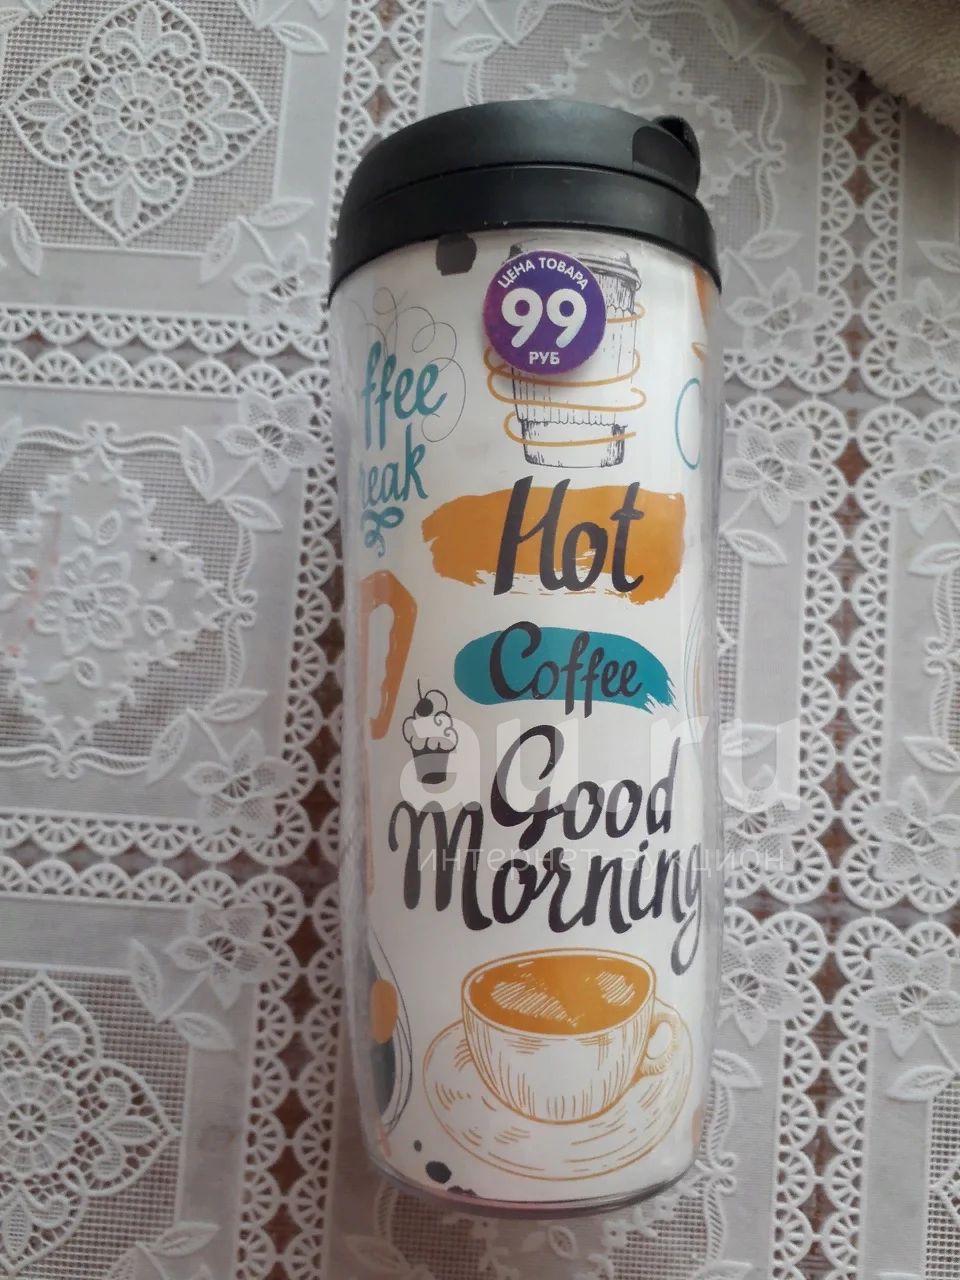 ЦЕНА ТОВАРА
99
РУБ
ffee
reak
Hot
Coffee
Good
Morning
au.ru
интернет аукцион